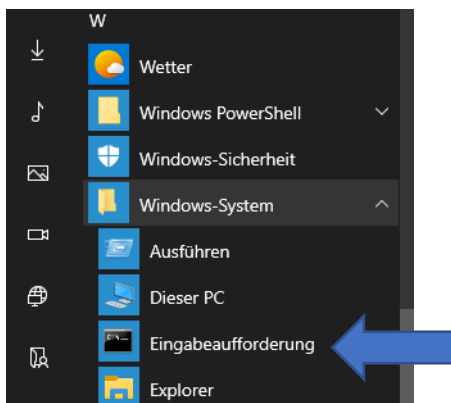 W
Wetter
Windows PowerShell
Windows-Sicherheit
Windows-System
Ausführen
Dieser PC
Eingabeaufforderung
Explorer